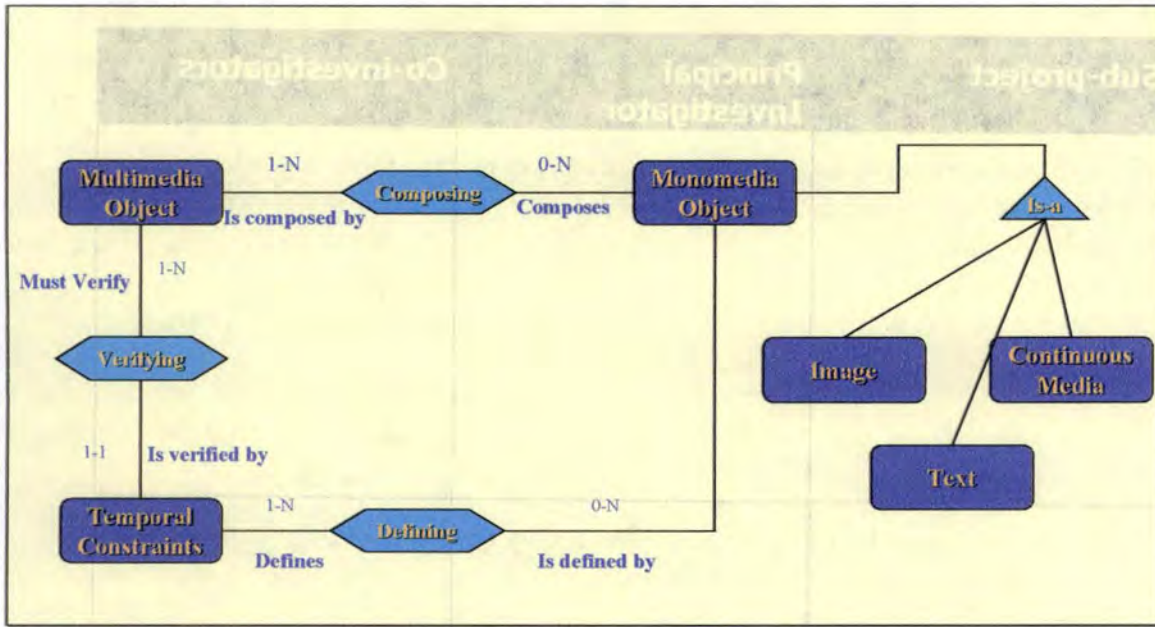 Co-investigators
Principal
Investigator
Sub-project
Multimedia
Object
1-N
Is composed by
Composing
0-N
Composes
Monomedia
Object
Is-a
Must Verify
1-N
Verifying
Image
Continuous
Media
1-1
Is verified by
Text
Temporal
Constraints
1-N
Defines
Defining
0-N
Is defined by